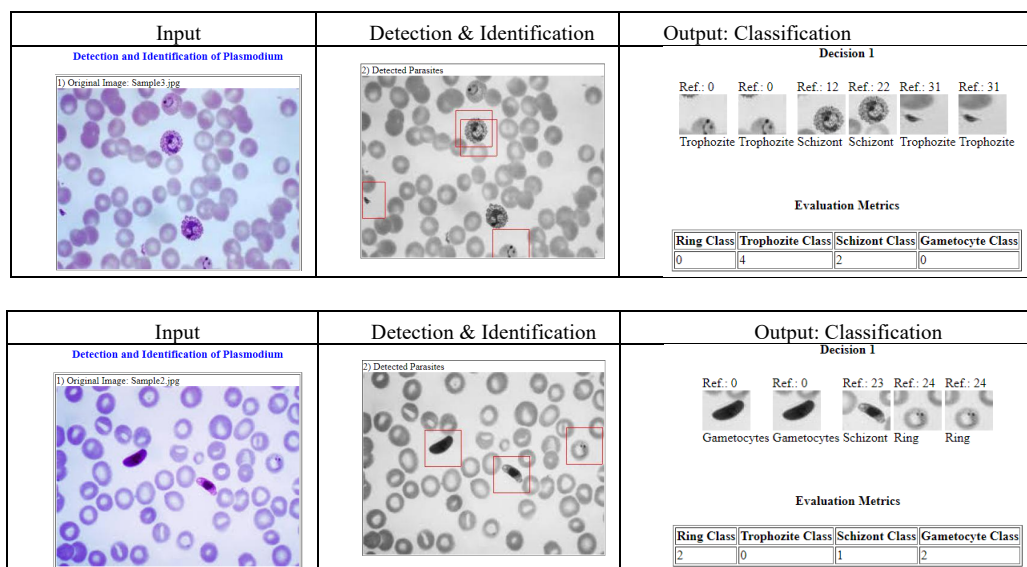 Input Detection & Identification Output: Classification
Detection and Identification of Plasmodium
1) Original Image: Sample3.jpg
2) Detected Parasites
Decision 1
Ref.: 0 Ref.: 0 Ref.: 12 Ref.: 22 Ref.: 31 Ref.: 31
Trophozite Trophozite Schizont Schizont Trophozite Trophozite
Evaluation Metrics
Ring Class Trophozite Class Schizont Class Gametocyte Class
0 4 2 0
Input Detection & Identification Output: Classification
Detection and Identification of Plasmodium
1) Original Image: Sample2.jpg
2) Detected Parasites
Decision 1
Ref.: 0 Ref.: 0 Ref.: 23 Ref.: 24 Ref.: 24
Gametocytes Gametocytes Schizont Ring Ring
Evaluation Metrics
Ring Class Trophozite Class Schizont Class Gametocyte Class
2 0 1 2